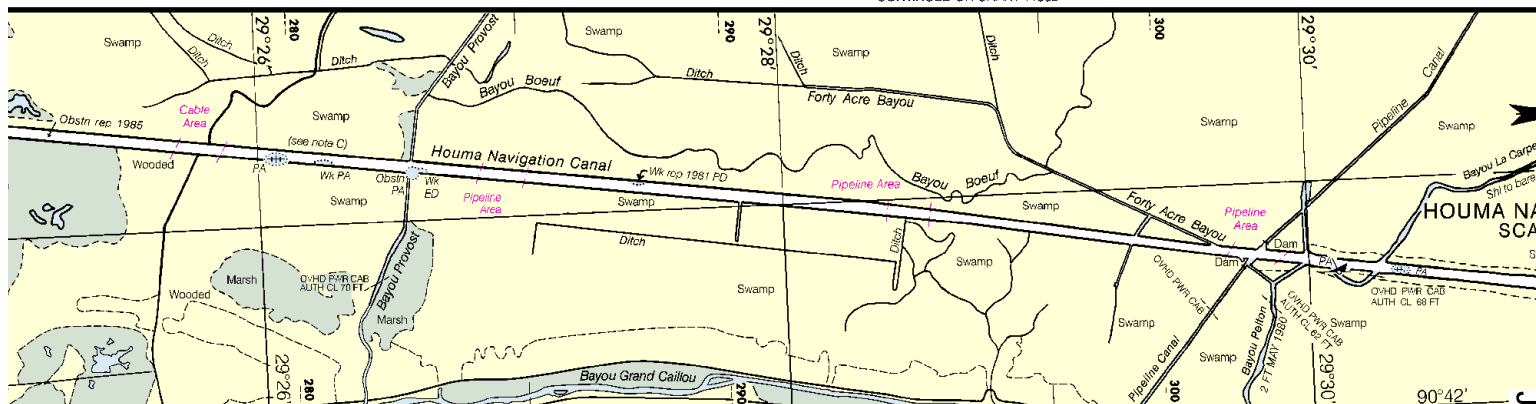 Swamp
Ditch
Ditch
29°26'
280
Ditch
Bayou Provost
Swamp
290
29°28'
Ditch
Swamp
Ditch
300
29°30'
Canal
Bayou Boeuf
Ditch
Forty Acre Bayou
Pipeline
Cable
Area
Obstn rep 1985
Swamp
Swamp
Swamp
Wooded
(see note C)
PA
Wk PA
Obstn
PA
Wk
ED
Houma Navigation Canal
Wk rep 1981 PD
Pipeline
Area
Pipeline Area
Bayou Boeuf
Bayou La Carpe
Shl to bare
Swamp
Swamp
Swamp
Forty Acre Bayou
Pipeline
Area
HOUMA NA
SCA
Ditch
Ditch
Dam
Dam
PA
PA
Marsh
OVHD PWR CAB
AUTH CL 70 FT
Bayou Provost
Swamp
Swamp
OVHD PWR CAB
OVHD PWR CAB
AUTH CL 68 FT
Wooded
Marsh
Swamp
OVHD PWR CAB
AUTH CL 62 FT
Swamp
Swamp
Bayou Pelton
2 FT MAY 1980
Pipeline Canal
29°26'
280
Bayou Grand Caillou
290
300
29°30'
90°42'